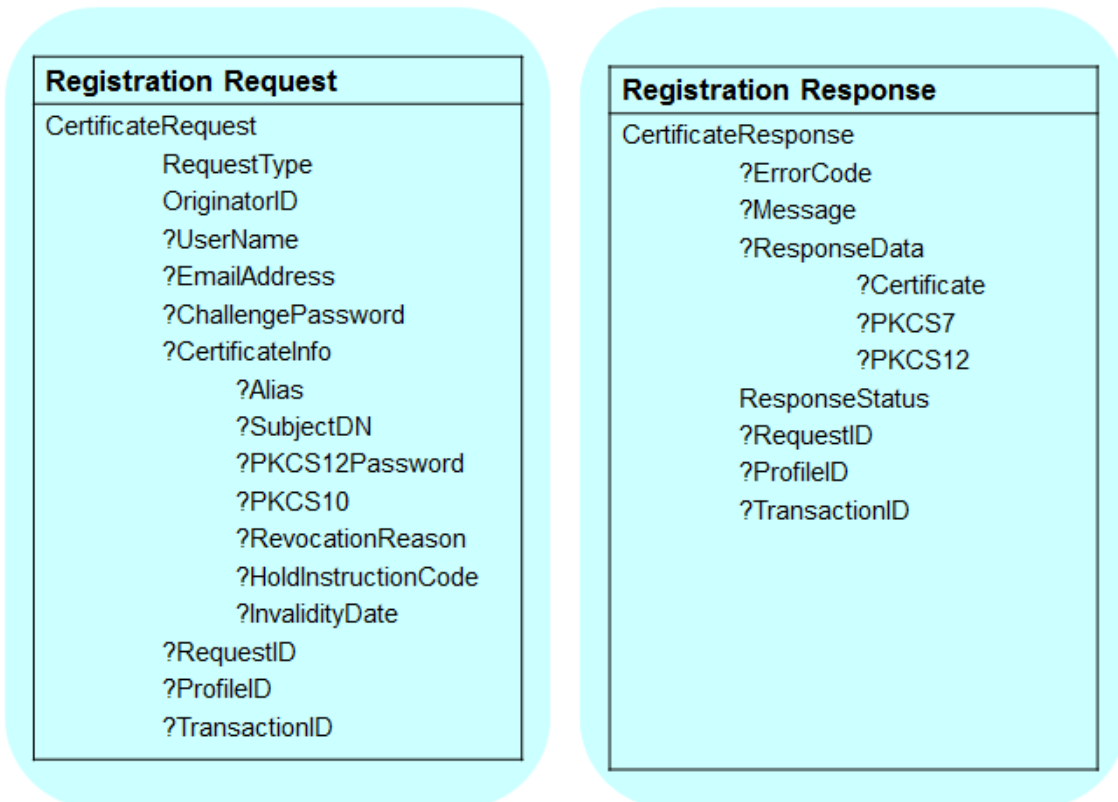 Registration Request
CertificateRequest
RequestType
OriginatorID
?UserName
?EmailAddress
?ChallengePassword
?CertificateInfo
?Alias
?SubjectDN
?PKCS12Password
?PKCS10
?RevocationReason
?HoldInstructionCode
?InvalidityDate
?RequestID
?ProfileID
?TransactionID
Registration Response
CertificateResponse
?ErrorCode
?Message
?ResponseData
?Certificate
?PKCS7
?PKCS12
ResponseStatus
?RequestID
?ProfileID
?TransactionID